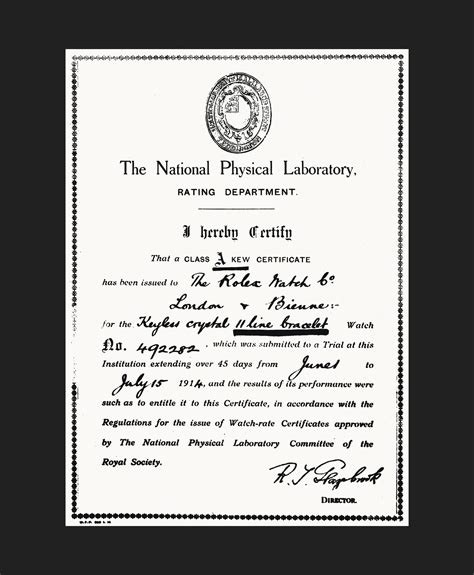 The National Physical Laboratory,
RATING DEPARTMENT.
I hereby Certify
That a CLASS A KEW CERTIFICATE
has been issued to The Rolex Watch Co
London & Bienne:-
for the Keyless crystal 11 line bracelet Watch
No. 492282, which was submitted to a Trial at this
Institution extending over 45 days from June 1 to
July 15 1914. and the results of its performance were
such as to entitle it to this Certificate, in accordance with the
Regulations for the issue of Watch-rate Certificates approved
by The National Physical Laboratory Committee of the
Royal Society.
R. T. Glazebrook
DIRECTOR.